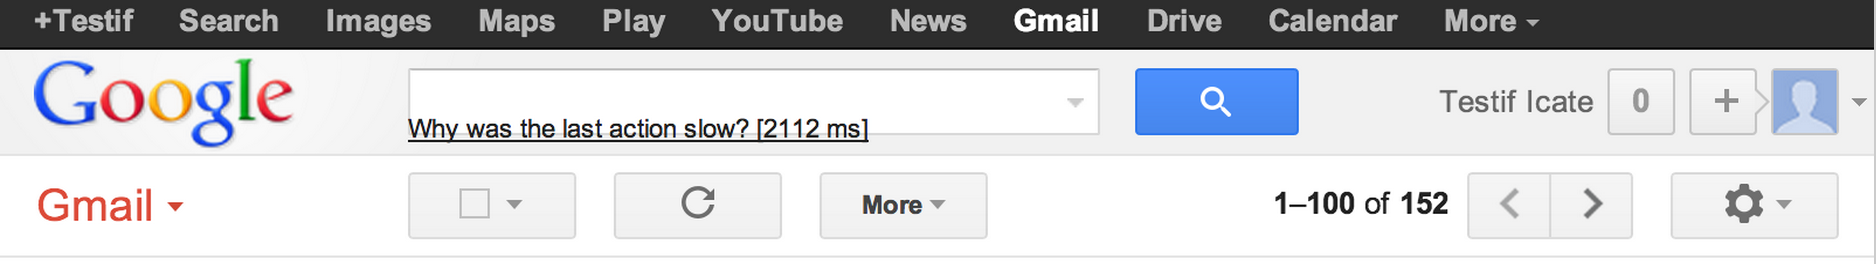 +Testif Search Images Maps Play YouTube News Gmail Drive Calendar More
Google
Testif Icate 0 +
Why was the last action slow? [2112 ms]
Gmail More 1–100 of 152